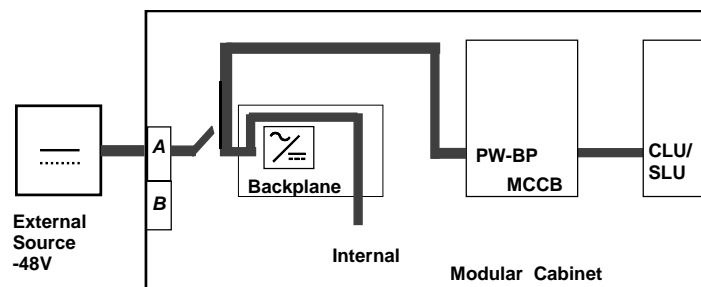 A
B
External
Source
-48V
Backplane
Internal
PW-BP
MCCB
CLU/
SLU
Modular Cabinet